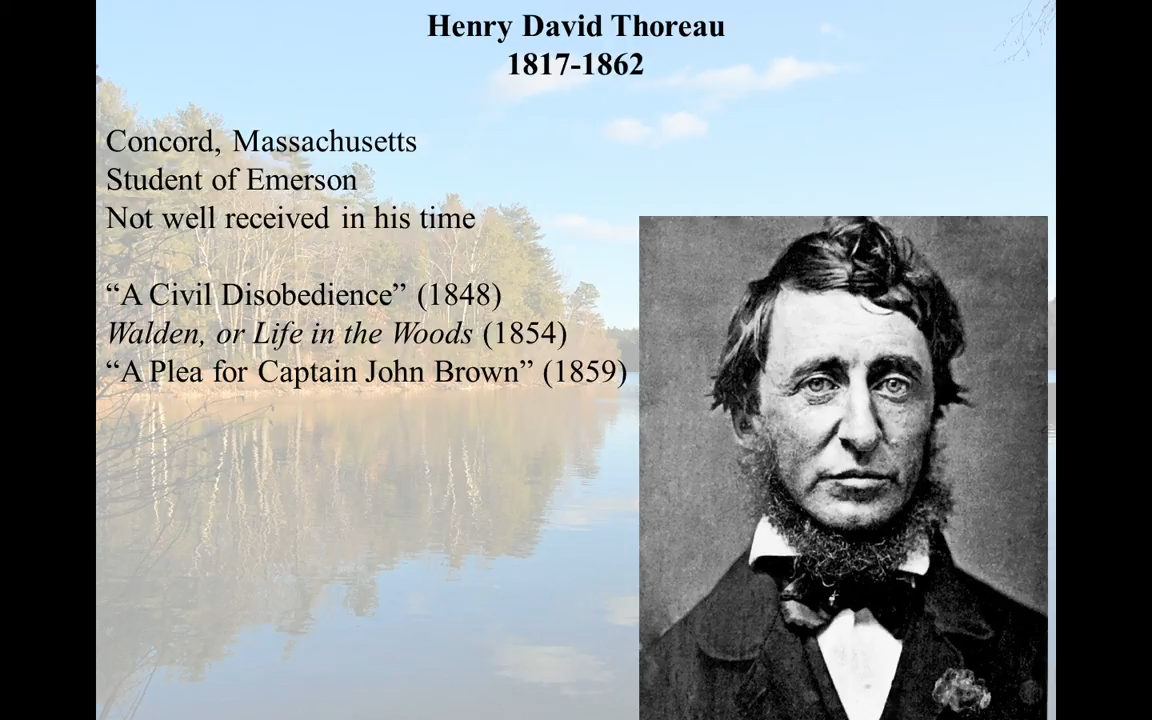 Henry David Thoreau
1817-1862
Concord, Massachusetts
Student of Emerson
Not well received in his time
“A Civil Disobedience” (1848)
Walden, or Life in the Woods (1854)
“A Plea for Captain John Brown” (1859)